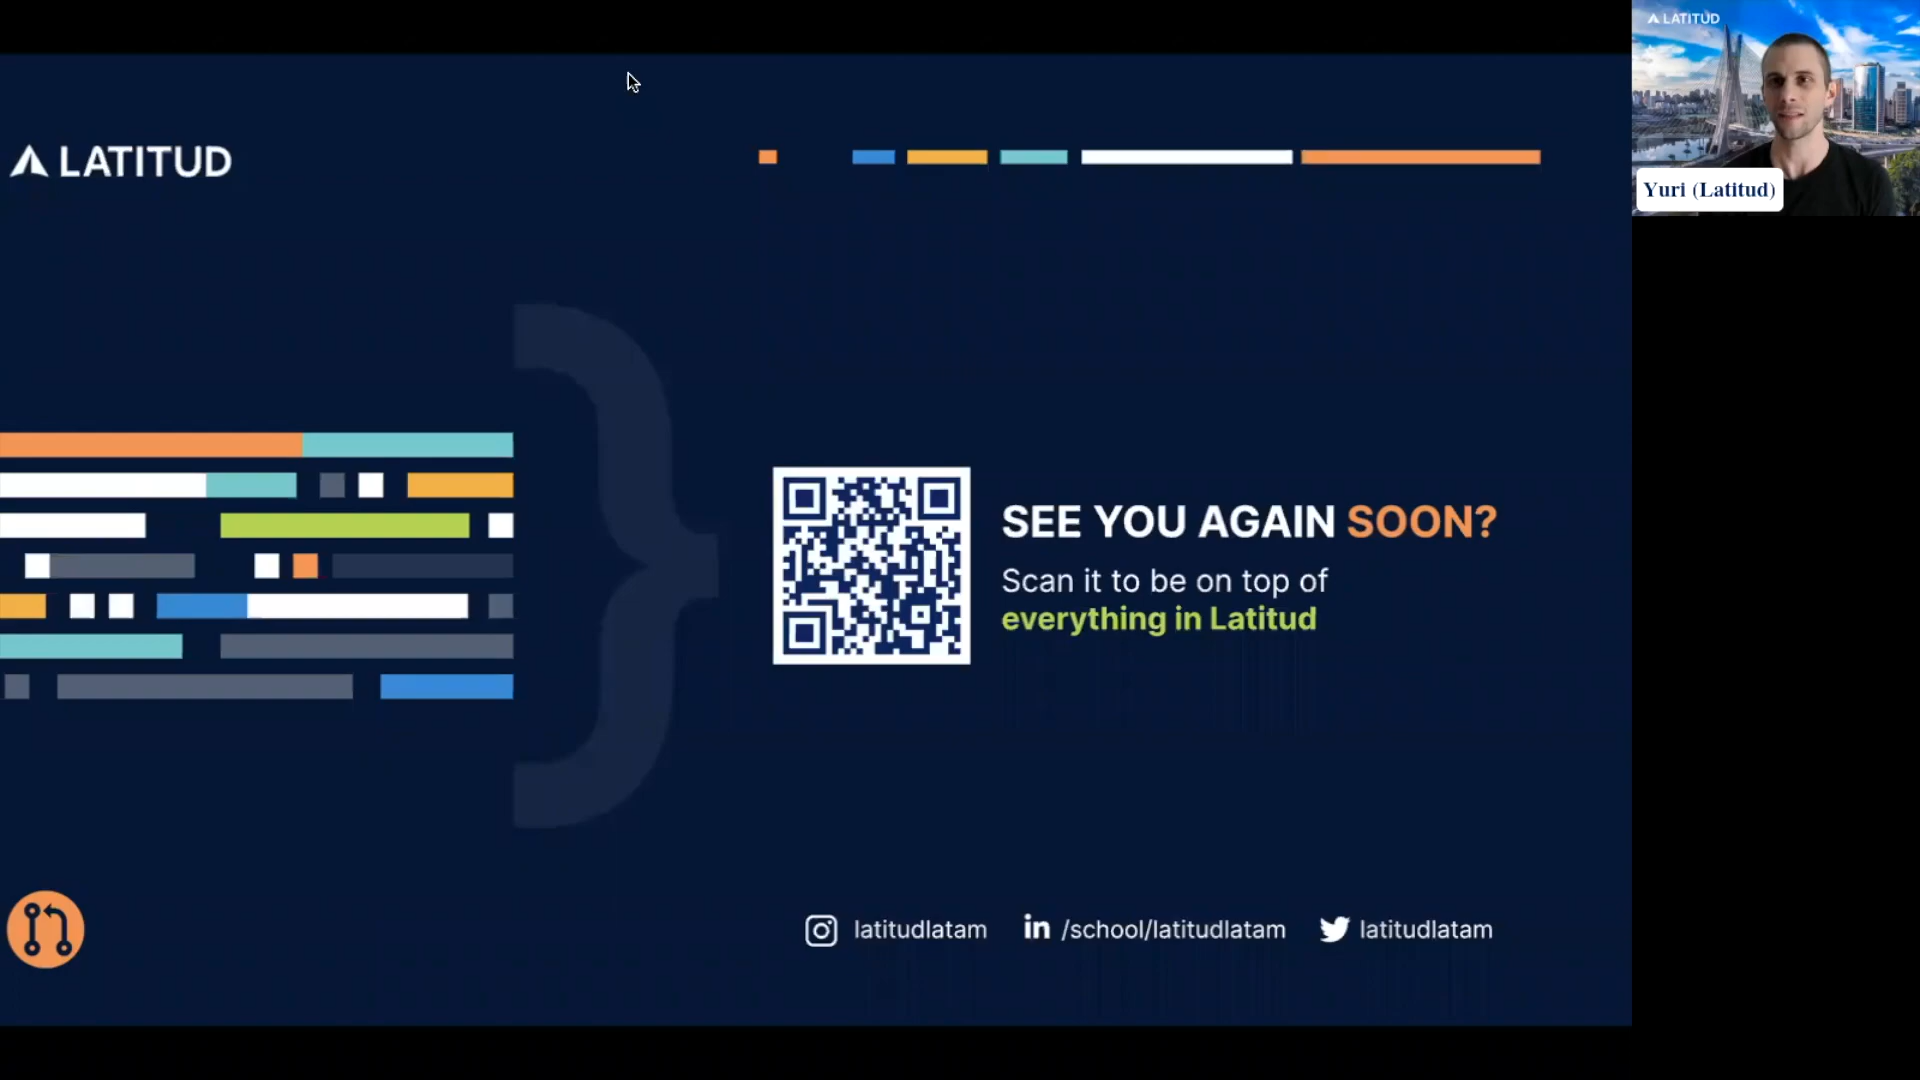 LATITUD
LATITUD
Yuri (Latitud)
SEE YOU AGAIN SOON?
Scan it to be on top of
everything in Latitud
latitudlatam
in /school/latitudlatam
latitudlatam